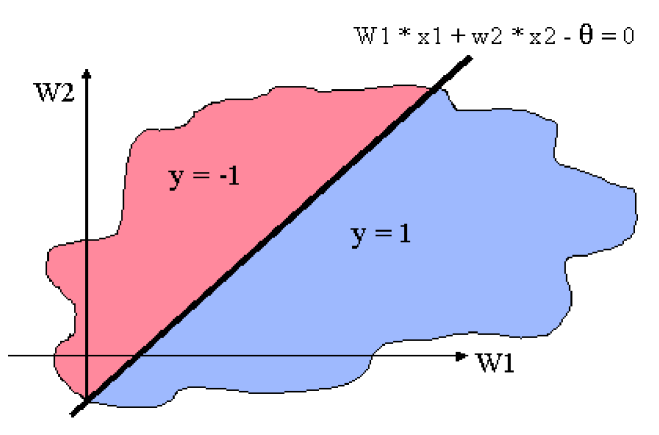 W1 * x1 + w2 * x2 - θ = 0
W2
y = -1
y = 1
W1